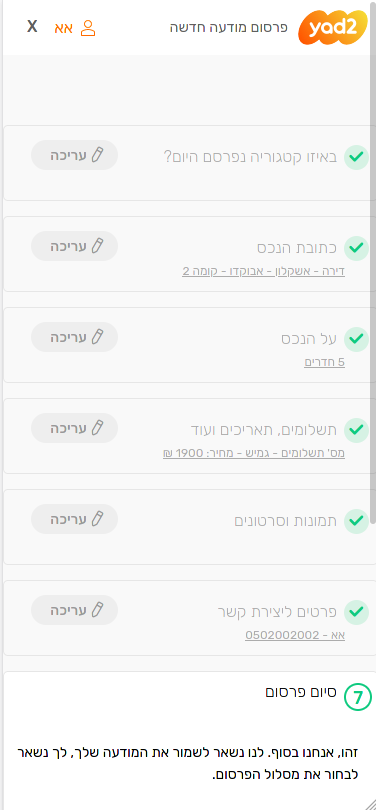 yad2
פרסום מודעה חדשה
אא
X
באיזו קטגוריה נפרסם היום?
עריכה
כתובת הנכס
עריכה
דירה - אשקלון - אבוקדו - קומה 2
על הנכס
עריכה
5 חדרים
תשלומים, תאריכים ועוד
עריכה
מס' תשלומים - גמיש - מחיר: 1900 ₪
תמונות וסרטונים
עריכה
פרטים ליצירת קשר
עריכה
אא - 0502002002
7
סיום פרסום
זהו, אנחנו בסוף. לנו נשאר לשמור את המודעה שלך, לך נשאר
לבחור את מסלול הפרסום.